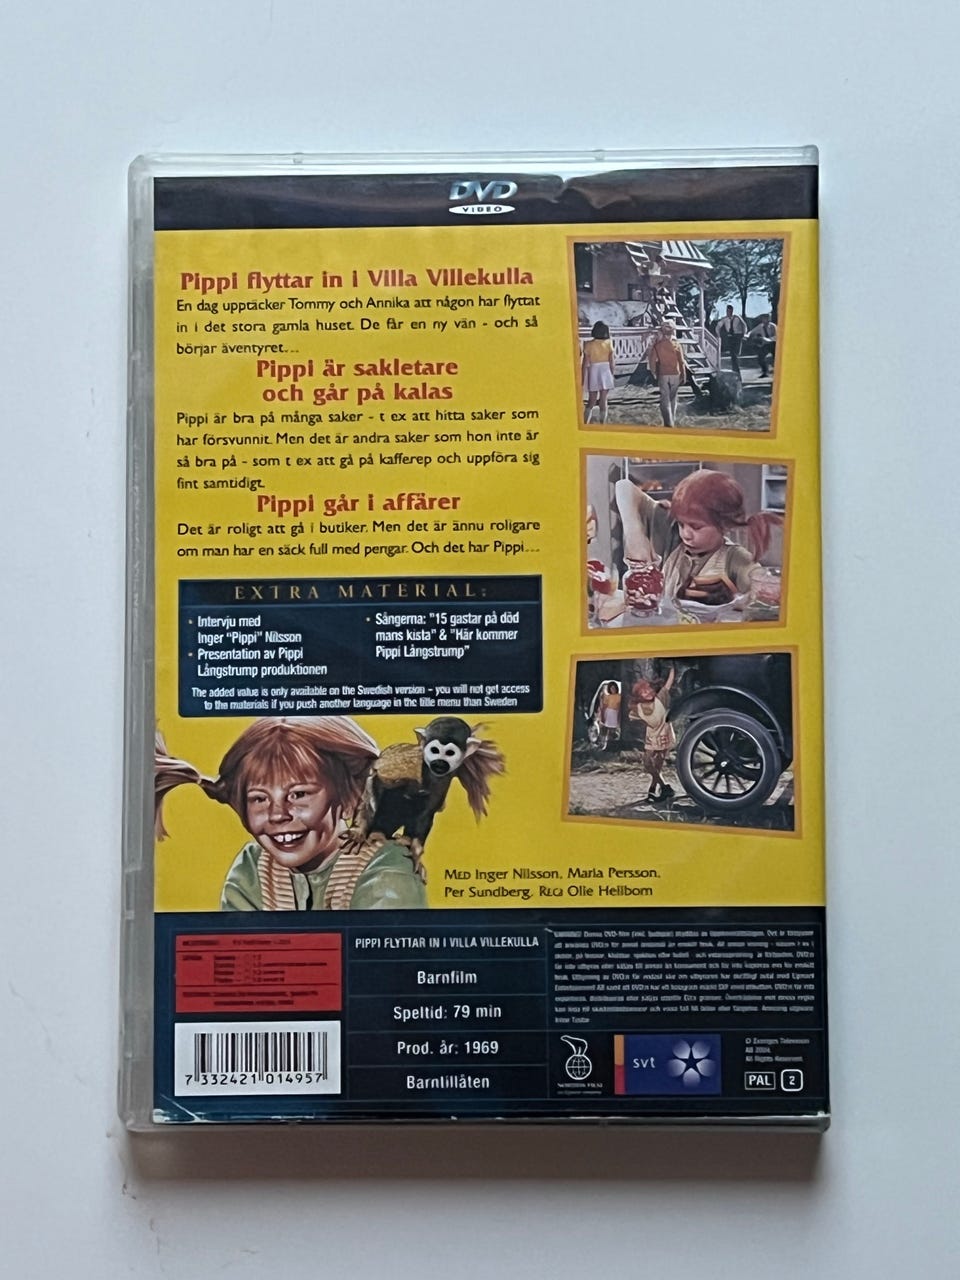 DVD
VIDEO
Pippi flyttar in i Villa Villekulla
En dag upptäcker Tommy och Annika att någon har flyttat
in i det stora gamla huset. De får en ny vän - och så
börjar äventyret...
Pippi är sakletare
och går på kalas
Pippi är bra på många saker - t ex att hitta saker som
har försvunnit. Men det är andra saker som hon inte är
så bra på - som t ex att gå på kafferep och uppföra sig
fint samtidigt.
Pippi går i affärer
Det är roligt att gå i butiker. Men det är ännu roligare
om man har en säck full med pengar. Och det har Pippi...
EXTRA MATERIAL:
• Intervju med
Inger "Pippi" Nilsson
• Presentation av Pippi
Långstrump produktionen
• Sångerna: "15 gastar på död
mans kista" & "Här kommer
Pippi Långstrump"
The added value is only available on the Swedish version - you will not get access
to the materials if you push another language in the title menu than Sweden
Med Inger Nilsson, Maria Persson,
Per Sundberg. Regi Olle Hellbom
PIPPI FLYTTAR IN I VILLA VILLEKULLA
Barnfilm
Speltid: 79 min
Prod. år: 1969
Barntillåten
7 332421 014957
svt
© Sveriges Television
AB 2004
All Rights Reserved
PAL 2